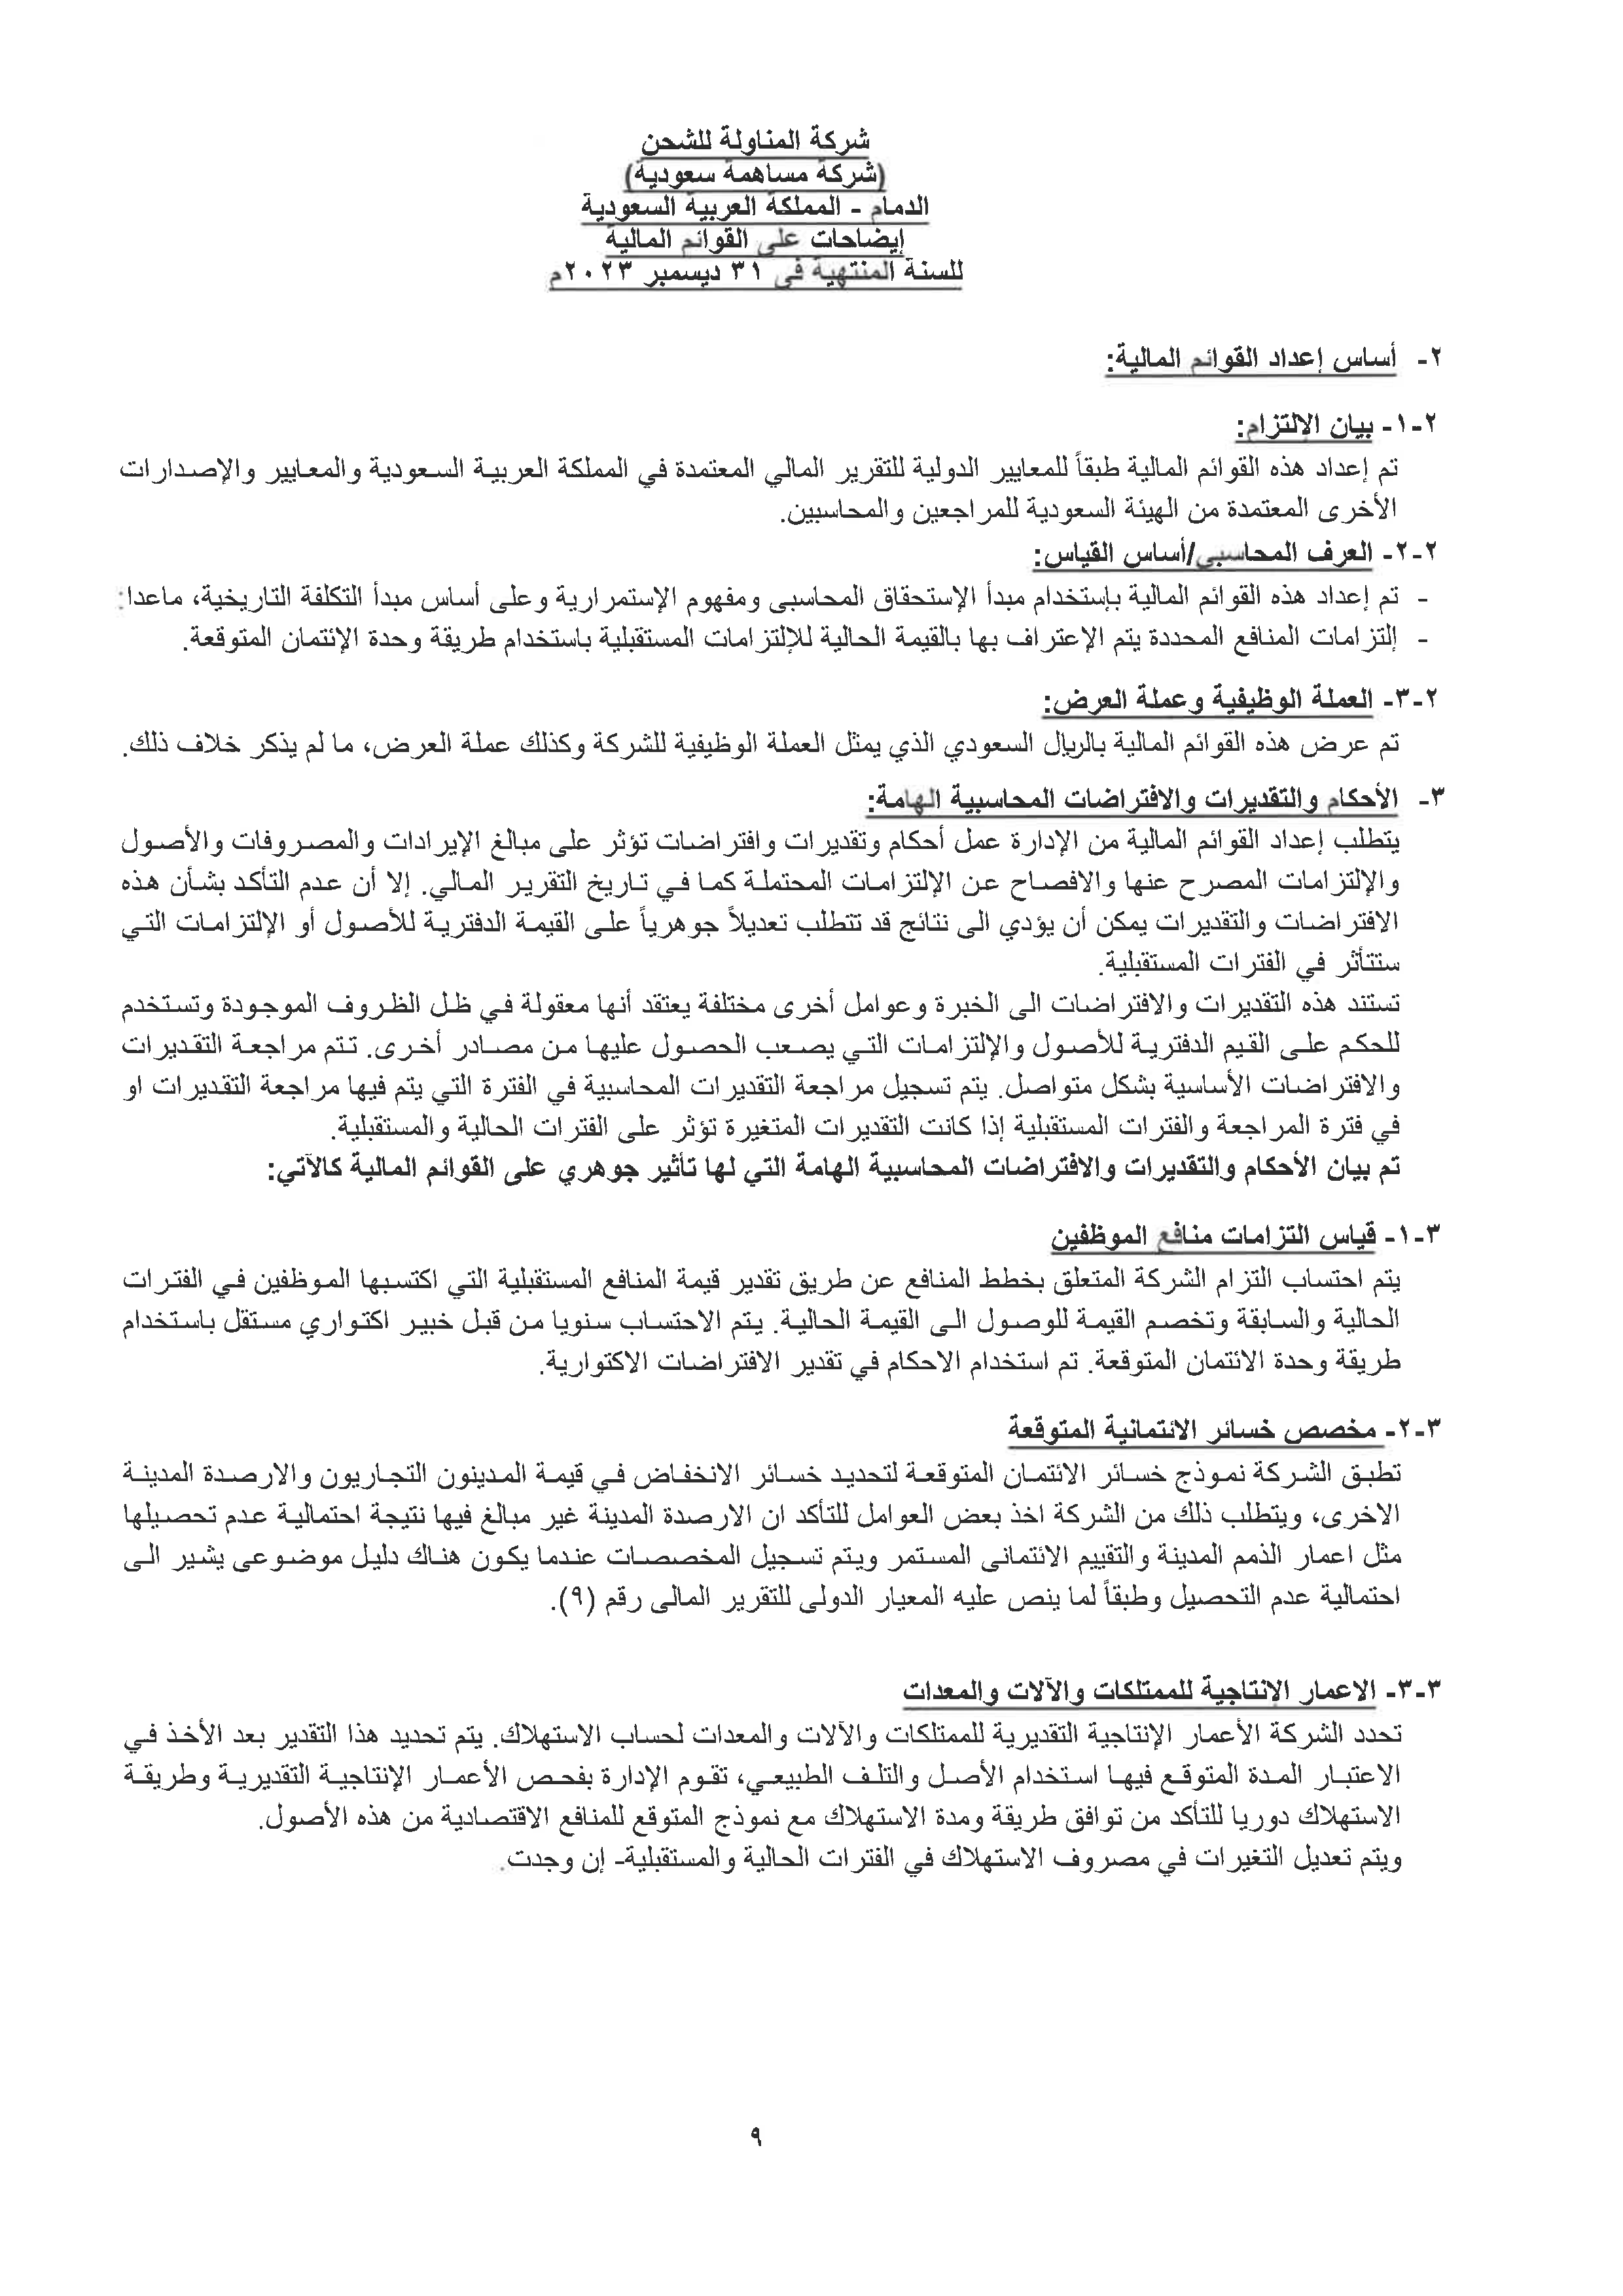 شركة المناولة للشحن
(شركة مساهمة سعودية)
الدمام - المملكة العربية السعودية
إيضاحات على القوائم المالية
للسنة المنتهية في ٣١ ديسمبر ٢٠٢٣م
٢- أساس إعداد القوائم المالية:
٢-١- بيان الإلتزام:
تم إعداد هذه القوائم المالية طبقاً للمعايير الدولية للتقرير المالي المعتمدة في المملكة العربية السعودية والمعايير والإصدارات
الأخرى المعتمدة من الهيئة السعودية للمراجعين والمحاسبين.
٢-٢- العرف المحاسبي/أساس القياس:
- تم إعداد هذه القوائم المالية بإستخدام مبدأ الإستحقاق المحاسبى ومفهوم الإستمرارية وعلى أساس مبدأ التكلفة التاريخية، ماعدا:
- إلتزامات المنافع المحددة يتم الإعتراف بها بالقيمة الحالية للإلتزامات المستقبلية باستخدام طريقة وحدة الإئتمان المتوقعة.
٢-٣- العملة الوظيفية وعملة العرض:
تم عرض هذه القوائم المالية بالريال السعودي الذي يمثل العملة الوظيفية للشركة وكذلك عملة العرض، ما لم يذكر خلاف ذلك.
٣- الأحكام والتقديرات والافتراضات المحاسبية الهامة:
يتطلب إعداد القوائم المالية من الإدارة عمل أحكام وتقديرات وافتراضات تؤثر على مبالغ الإيرادات والمصروفات والأصول
والإلتزامات المصرح عنها والافصاح عن الإلتزامات المحتملة كما في تاريخ التقرير المالي. إلا أن عدم التأكد بشأن هذه
الافتراضات والتقديرات يمكن أن يؤدي الى نتائج قد تتطلب تعديلاً جوهرياً على القيمة الدفترية للأصول أو الإلتزامات التي
ستتأثر في الفترات المستقبلية.
تستند هذه التقديرات والافتراضات الى الخبرة وعوامل أخرى مختلفة يعتقد أنها معقولة في ظل الظروف الموجودة وتستخدم
للحكم على القيم الدفترية للأصول والإلتزامات التي يصعب الحصول عليها من مصادر أخرى. تتم مراجعة التقديرات
والافتراضات الأساسية بشكل متواصل. يتم تسجيل مراجعة التقديرات المحاسبية في الفترة التي يتم فيها مراجعة التقديرات او
في فترة المراجعة والفترات المستقبلية إذا كانت التقديرات المتغيرة تؤثر على الفترات الحالية والمستقبلية.
تم بيان الأحكام والتقديرات والافتراضات المحاسبية الهامة التي لها تأثير جوهري على القوائم المالية كالآتي:
٣-١- قياس التزامات منافع الموظفين
يتم احتساب التزام الشركة المتعلق بخطط المنافع عن طريق تقدير قيمة المنافع المستقبلية التي اكتسبها الموظفين في الفترات
الحالية والسابقة وتخصم القيمة للوصول الى القيمة الحالية. يتم الاحتساب سنويا من قبل خبير اكتواري مستقل باستخدام
طريقة وحدة الائتمان المتوقعة. تم استخدام الاحكام في تقدير الافتراضات الاكتوارية.
٣-٢- مخصص خسائر الائتمانية المتوقعة
تطبق الشركة نموذج خسائر الائتمان المتوقعة لتحديد خسائر الانخفاض في قيمة المدينون التجاريون والارصدة المدينة
الاخرى، ويتطلب ذلك من الشركة اخذ بعض العوامل للتأكد ان الارصدة المدينة غير مبالغ فيها نتيجة احتمالية عدم تحصيلها
مثل اعمار الذمم المدينة والتقييم الائتمانى المستمر ويتم تسجيل المخصصات عندما يكون هناك دليل موضوعى يشير الى
احتمالية عدم التحصيل وطبقاً لما ينص عليه المعيار الدولى للتقرير المالى رقم (٩).
٣-٣- الاعمار الإنتاجية للممتلكات والآلات والمعدات
تحدد الشركة الأعمار الإنتاجية التقديرية للممتلكات والآلات والمعدات لحساب الاستهلاك. يتم تحديد هذا التقدير بعد الأخذ في
الاعتبار المدة المتوقع فيها استخدام الأصل والتلف الطبيعي، تقوم الإدارة بفحص الأعمار الإنتاجية التقديرية وطريقة
الاستهلاك دوريا للتأكد من توافق طريقة ومدة الاستهلاك مع نموذج المتوقع للمنافع الاقتصادية من هذه الأصول.
ويتم تعديل التغيرات في مصروف الاستهلاك في الفترات الحالية والمستقبلية- إن وجدت.
٩